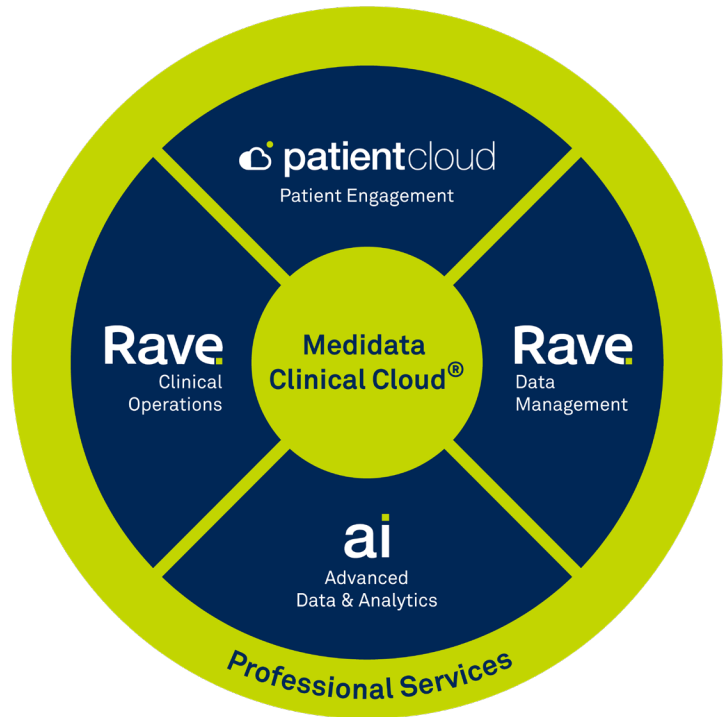 patientcloud
Patient Engagement
Rave
Clinical
Operations
Medidata
Clinical Cloud®
Rave
Data
Management
ai
Advanced
Data & Analytics
Professional Services